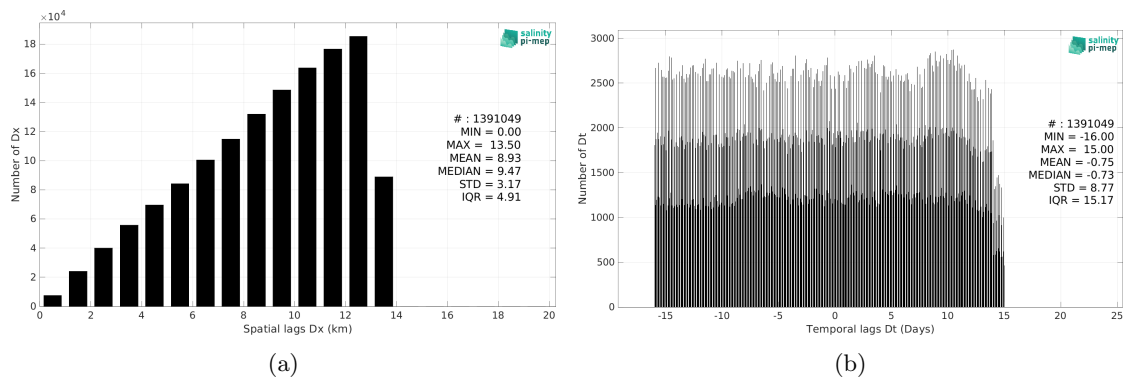 ×10⁴
18
16
14
12
10
8
6
4
2
0
Number of Dx
salinity
pi-mep
# : 1391049
MIN = 0.00
MAX = 13.50
MEAN = 8.93
MEDIAN = 9.47
STD = 3.17
IQR = 4.91
0 2 4 6 8 10 12 14 16 18 20
Spatial lags Dx (km)
(a)
3000
2500
2000
1500
1000
500
0
Number of Dt
salinity
pi-mep
# : 1391049
MIN = -16.00
MAX = 15.00
MEAN = -0.75
MEDIAN = -0.73
STD = 8.77
IQR = 15.17
-15 -10 -5 0 5 10 15 20 25
Temporal lags Dt (Days)
(b)